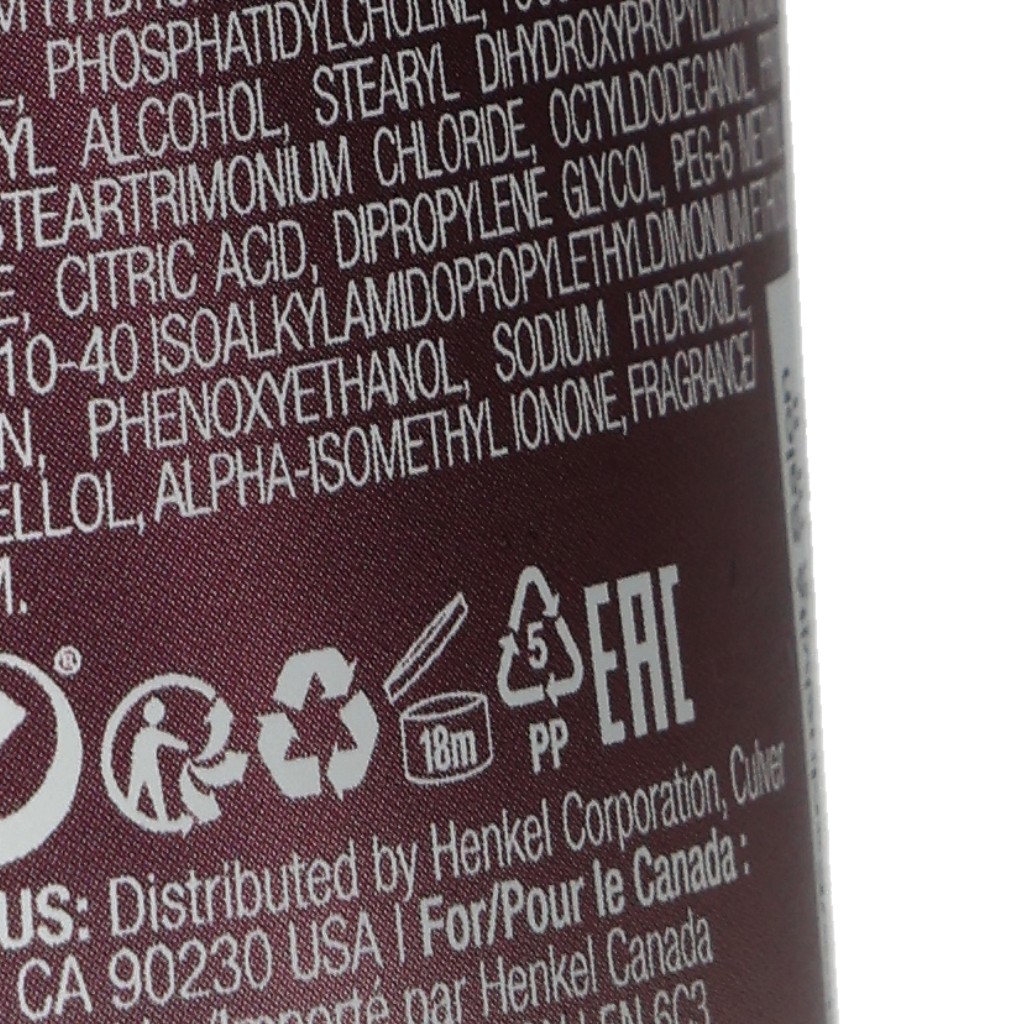 PHOSPHATIDYLCHOLINE,
ALCOHOL, STEARYL
STEARTRIMONIUM CHLORIDE, OCTYLDODECANOL,
CITRIC ACID, DIPROPYLENE GLYCOL, PEG-6
10-40 ISOALKYLAMIDOPROPYLETHYLDIMONIUM
PHENOXYETHANOL, SODIUM HYDROXIDE,
ELLOL, ALPHA-ISOMETHYL IONONE, FRAGRANCE/
M.
®
18m
5
PP
EAC
US: Distributed by Henkel Corporation, Culver
CA 90230 USA | For/Pour le Canada :
par Henkel Canada
6C3